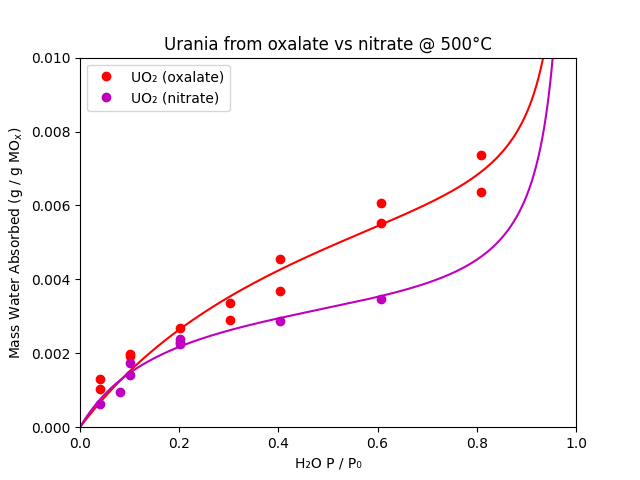 Urania from oxalate vs nitrate @ 500°C
UO₂ (oxalate)
UO₂ (nitrate)
Mass Water Absorbed (g / g MOₓ)
0.010
0.008
0.006
0.004
0.002
0.000
0.0 0.2 0.4 0.6 0.8 1.0
H₂O P / P₀